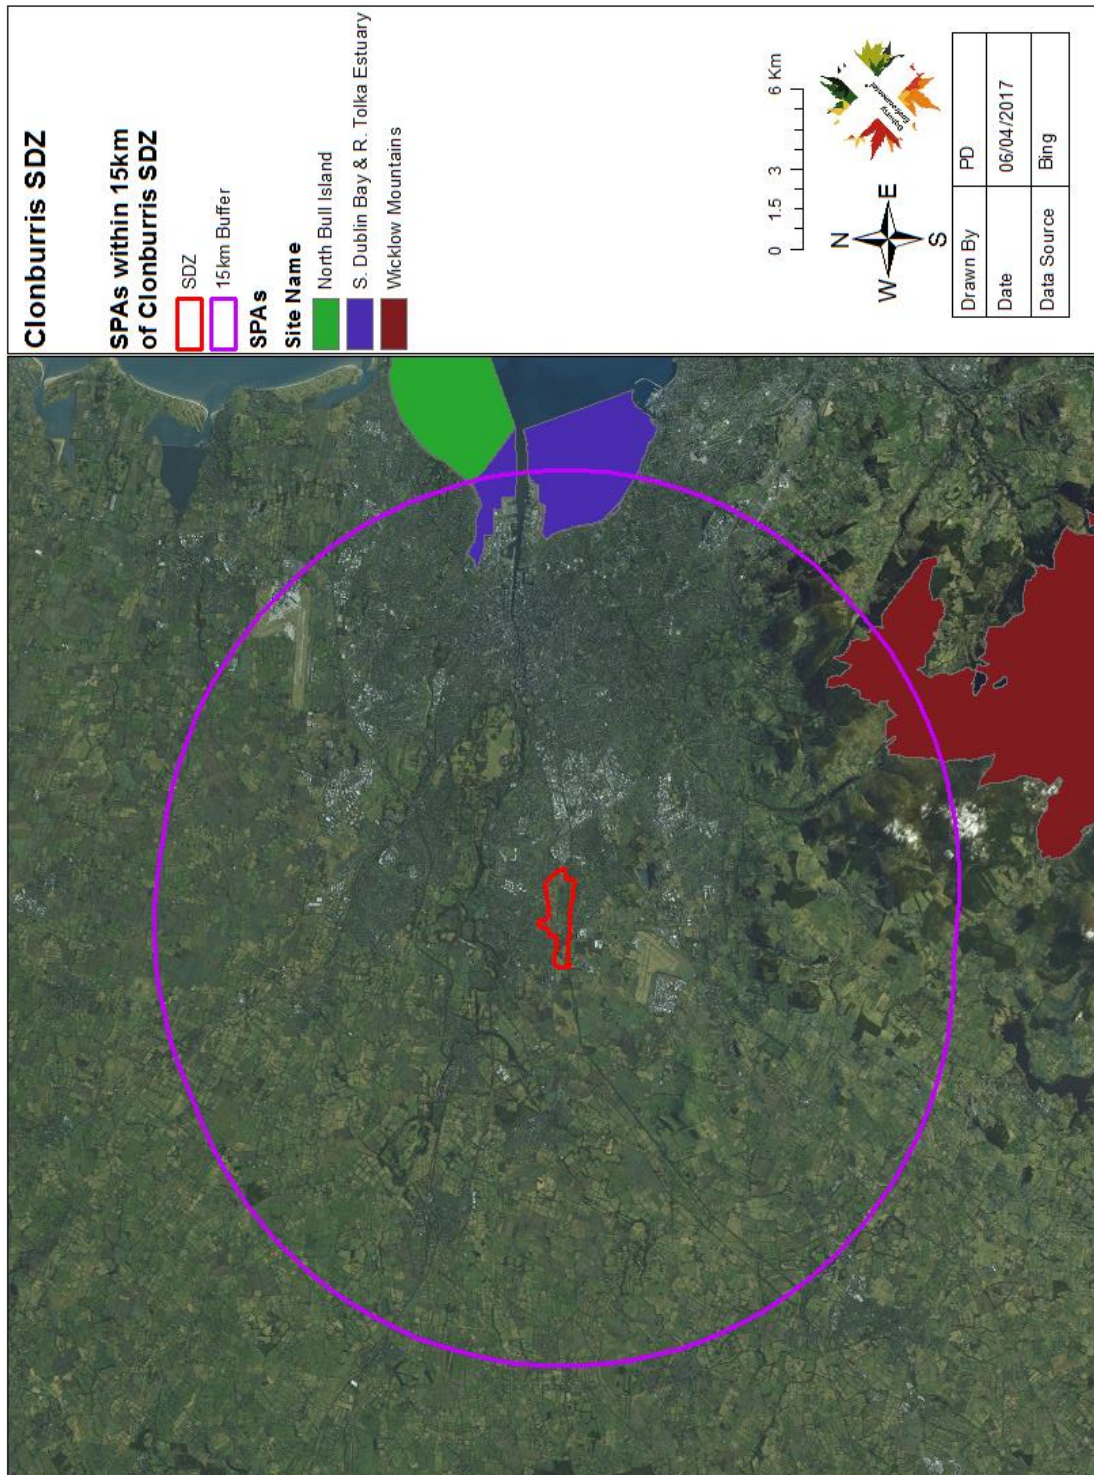 Clonburris SDZ
SPAs within 15km
of Clonburris SDZ
SDZ
15km Buffer
SPAs
Site Name
North Bull Island
S. Dublin Bay & R. Tolka Estuary
Wicklow Mountains
0 1.5 3 6 Km
N
W E
S
Doherty
Environmental
Drawn By PD
Date 06/04/2017
Data Source Bing